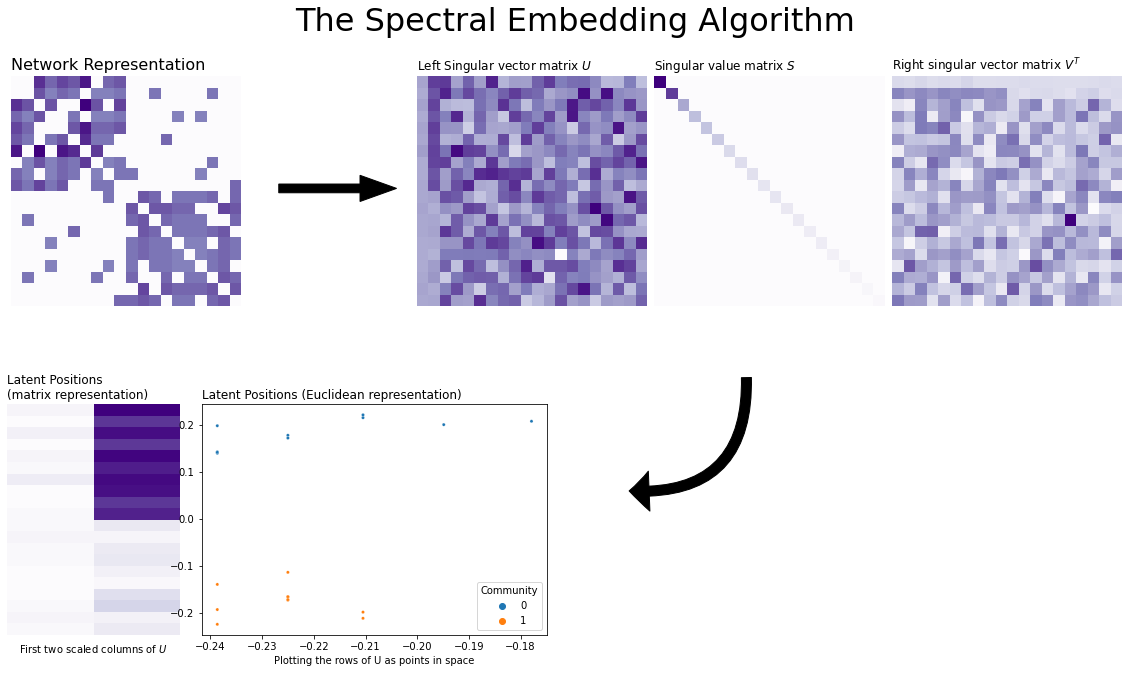 The Spectral Embedding Algorithm
Network Representation
Left Singular vector matrix U
Singular value matrix S
Right singular vector matrix V^T
Latent Positions
(matrix representation)
First two scaled columns of U
Latent Positions (Euclidean representation)
0.2
0.1
0.0
−0.1
−0.2
Community
0
1
−0.24 −0.23 −0.22 −0.21 −0.20 −0.19 −0.18
Plotting the rows of U as points in space